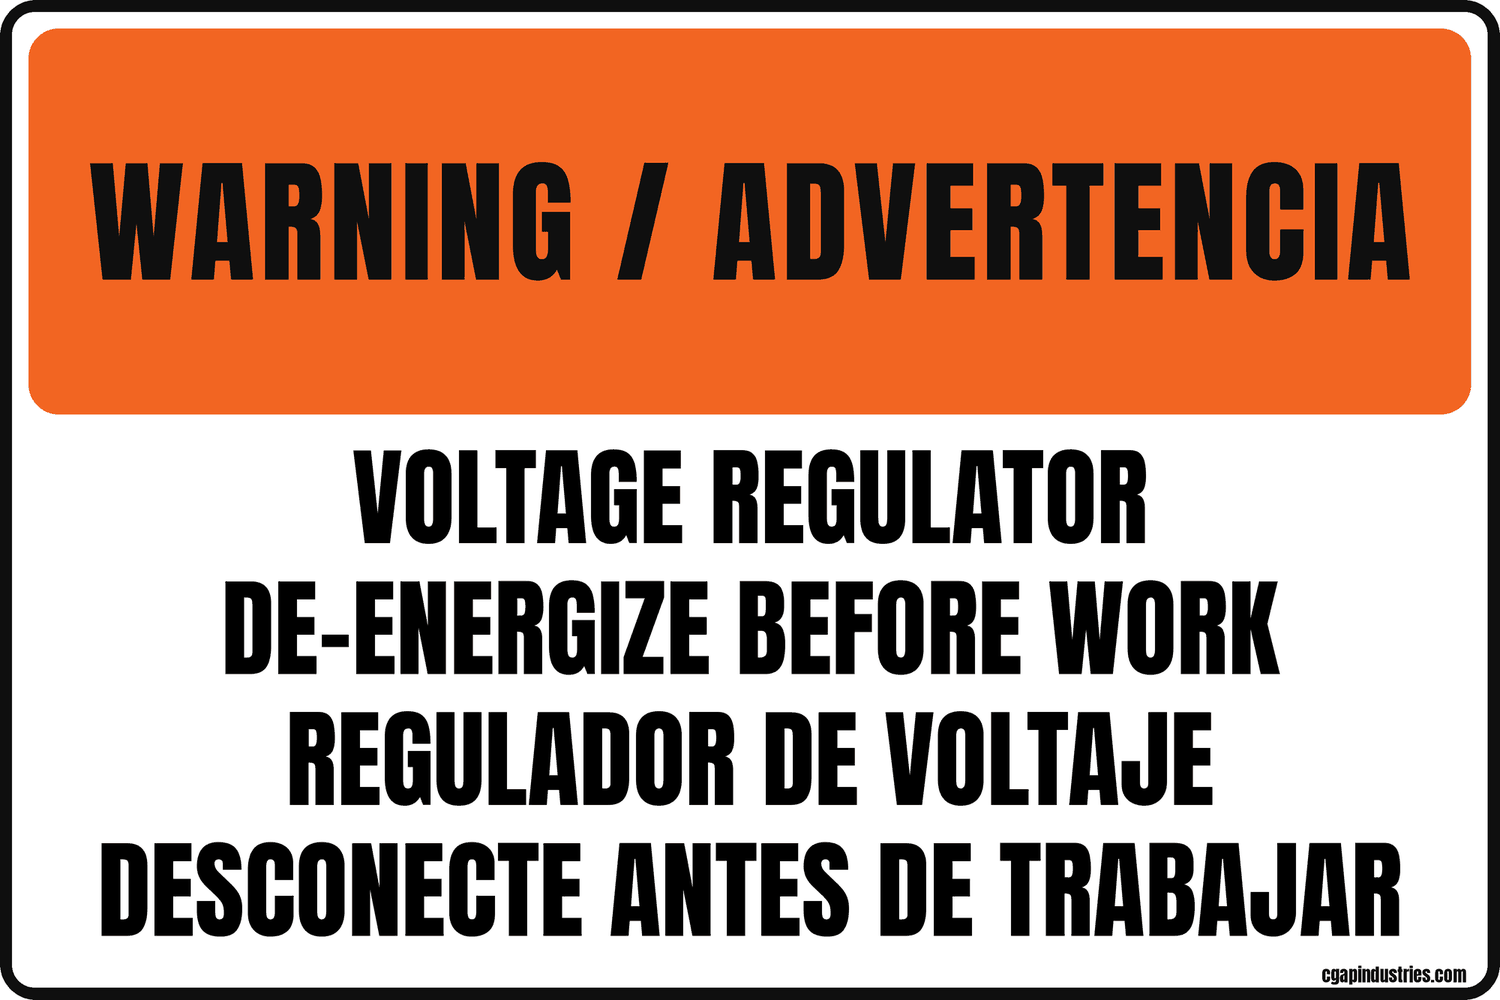 WARNING / ADVERTENCIA
VOLTAGE REGULATOR
DE-ENERGIZE BEFORE WORK
REGULADOR DE VOLTAJE
DESCONECTE ANTES DE TRABAJAR
cgapindustries.com